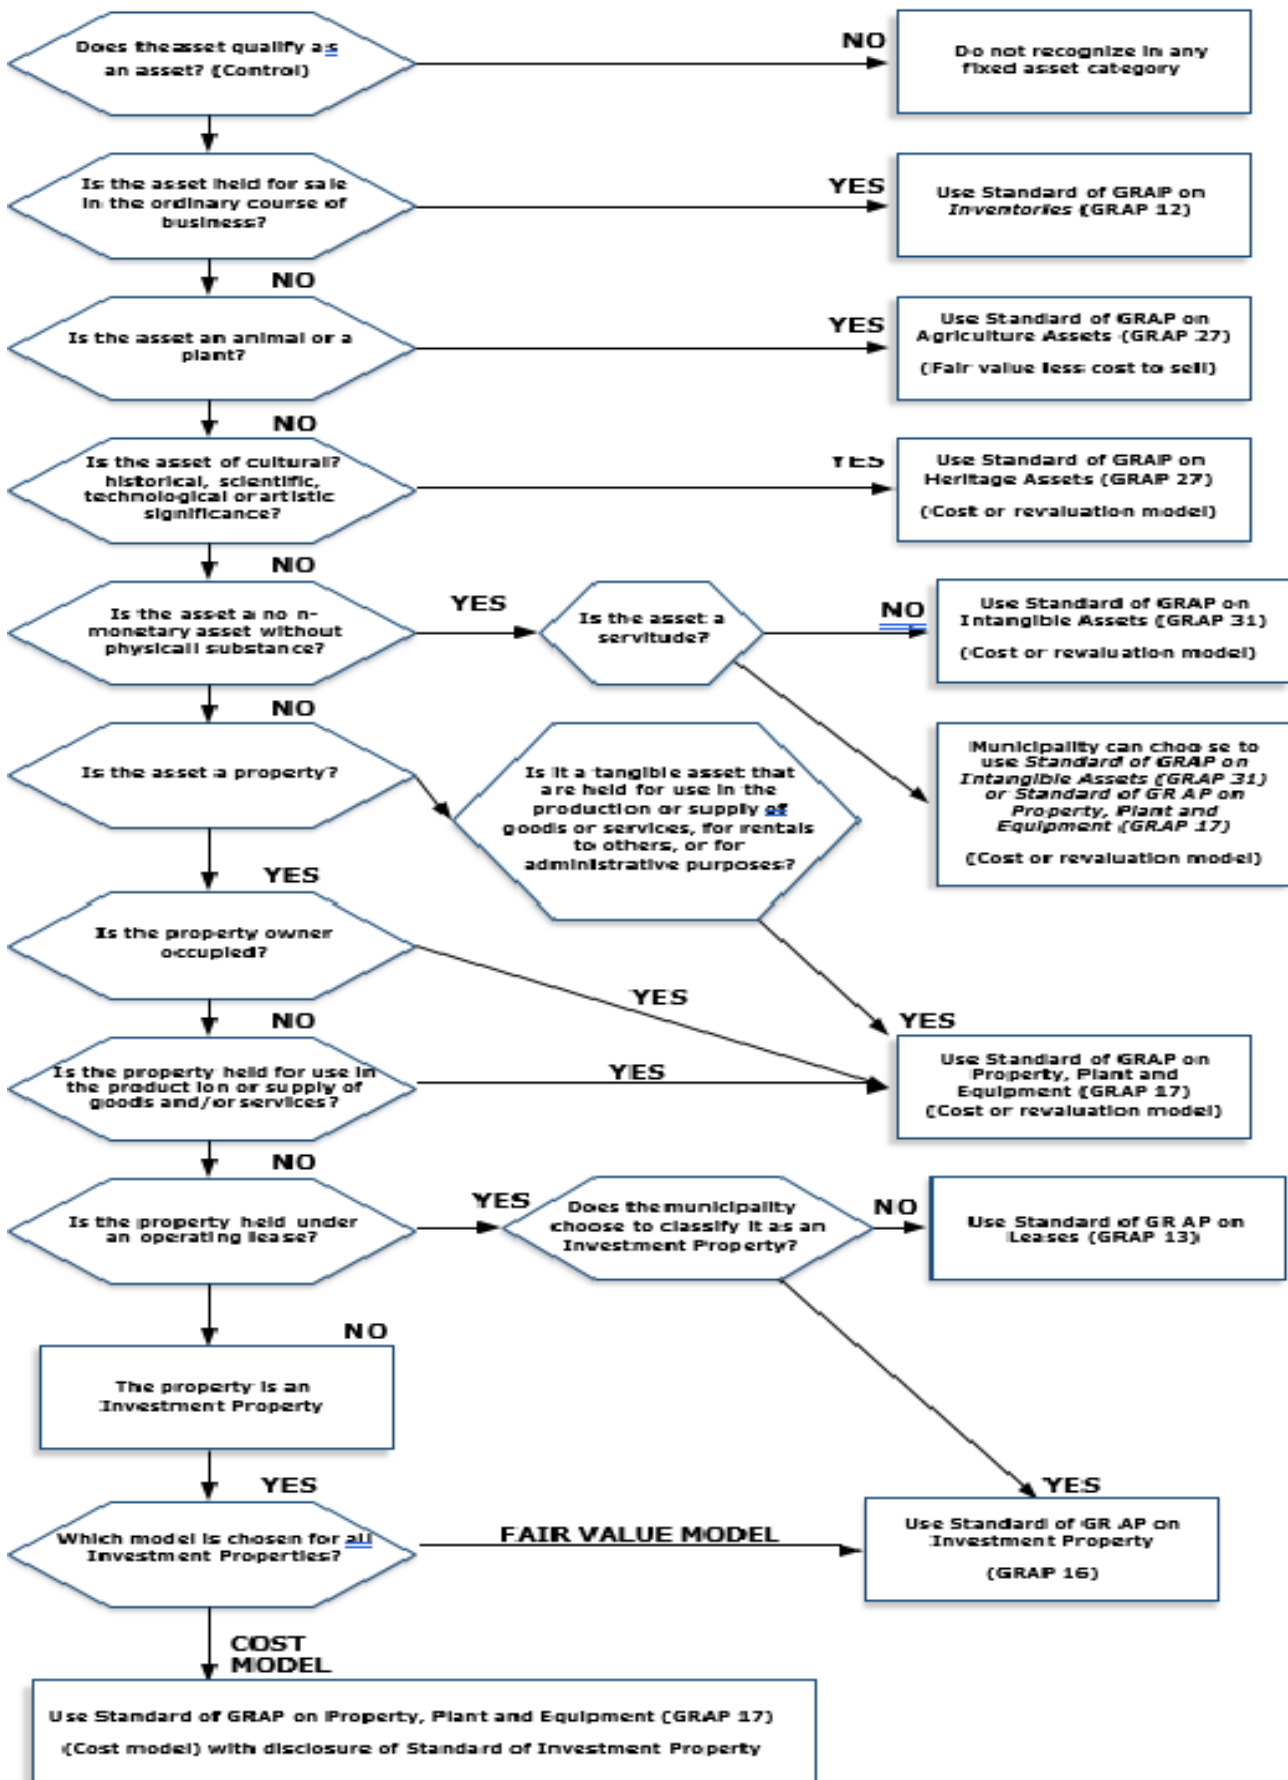 Does the asset qualify as
an asset? (Control)
NO
Do not recognize in any
fixed asset category
Is the asset held for sale
in the ordinary course of
business?
YES
Use Standard of GRAP on
Inventories (GRAP 12)
NO
Is the asset an animal or a
plant?
YES
Use Standard of GRAP on
Agriculture Assets (GRAP 27)
(Fair value less cost to sell)
NO
Is the asset of cultural?
historical, scientific,
technological or artistic
significance?
YES
Use Standard of GRAP on
Heritage Assets (GRAP 27)
(Cost or revaluation model)
NO
Is the asset a non-
monetary asset without
physical substance?
YES
Is the asset a
servitude?
NO
Use Standard of GRAP on
Intangible Assets (GRAP 31)
(Cost or revaluation model)
Municipality can choose to
use Standard of GRAP on
Intangible Assets (GRAP 31)
or Standard of GRAP on
Property, Plant and
Equipment (GRAP 17)
(Cost or revaluation model)
NO
Is the asset a property?
Is it a tangible asset that
are held for use in the
production or supply of
goods or services, for rentals
to others, or for
administrative purposes?
YES
Is the property owner
occupied?
YES
YES
Use Standard of GRAP on
Property, Plant and
Equipment (GRAP 17)
(Cost or revaluation model)
NO
Is the property held for use in
the production or supply of
goods and/or services?
YES
NO
Is the property held under
an operating lease?
YES
Does the municipality
choose to classify it as an
Investment Property?
NO
Use Standard of GRAP on
Leases (GRAP 13)
NO
The property is an
Investment Property
YES
YES
Which model is chosen for all
Investment Properties?
FAIR VALUE MODEL
Use Standard of GRAP on
Investment Property
(GRAP 16)
COST
MODEL
Use Standard of GRAP on Property, Plant and Equipment (GRAP 17)
(Cost model) with disclosure of Standard of Investment Property